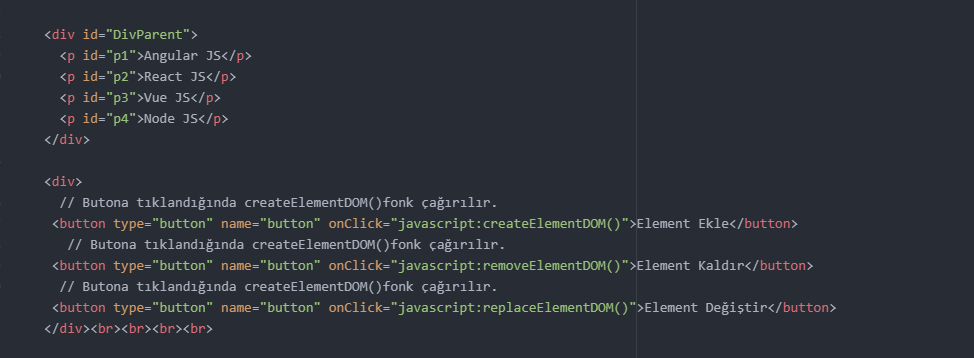 <div id="DivParent">
<p id="p1">Angular JS</p>
<p id="p2">React JS</p>
<p id="p3">Vue JS</p>
<p id="p4">Node JS</p>
</div>
<div>
// Butona tıklandığında createElementDOM()fonk çağırılır.
<button type="button" name="button" onClick="javascript:createElementDOM()">Element Ekle</button>
// Butona tıklandığında createElementDOM()fonk çağırılır.
<button type="button" name="button" onClick="javascript:removeElementDOM()">Element Kaldır</button>
// Butona tıklandığında createElementDOM()fonk çağırılır.
<button type="button" name="button" onClick="javascript:replaceElementDOM()">Element Değiştir</button>
</div><br><br><br><br>